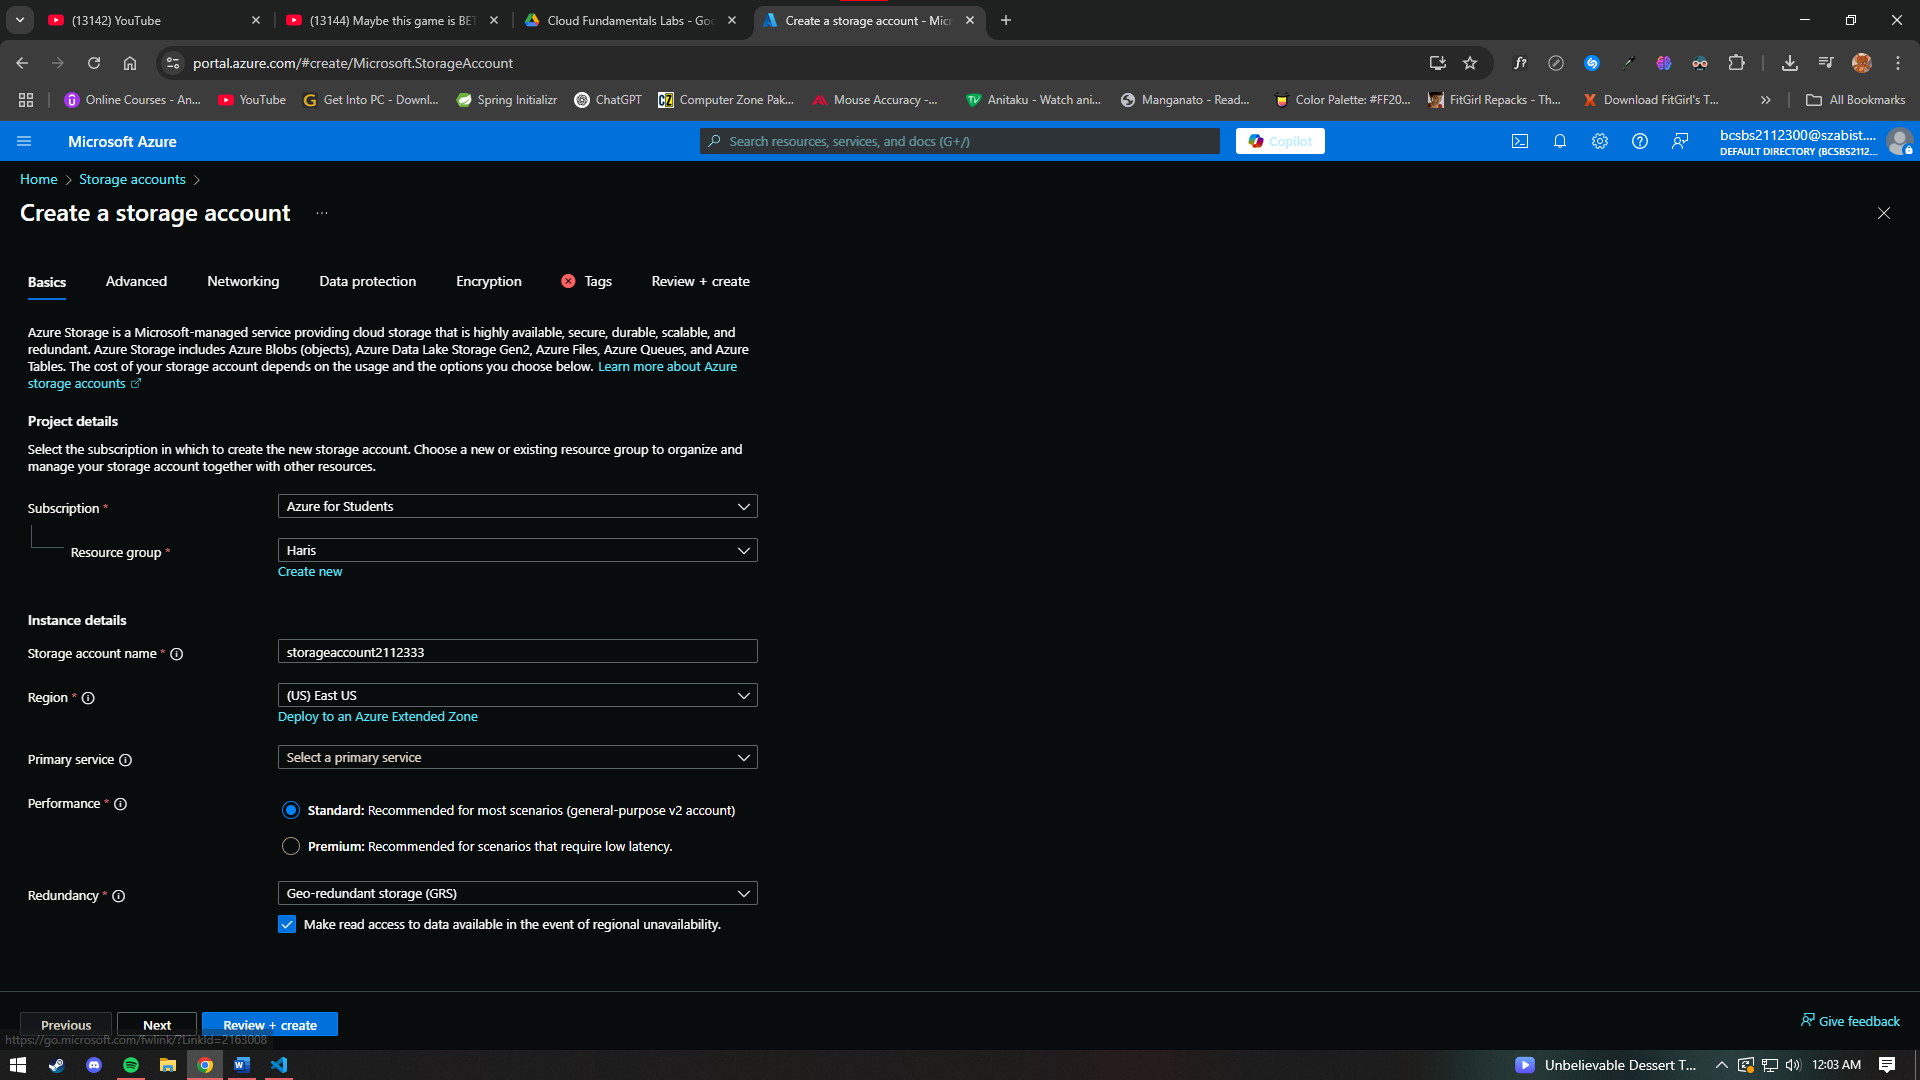 (13142) YouTube
(13144) Maybe this game is BET
Cloud Fundamentals Labs - Goo
Create a storage account - Micr
portal.azure.com/#create/Microsoft.StorageAccount
f?
Online Courses - An...
YouTube
Get Into PC - Downl...
Spring Initializr
ChatGPT
CZ
Computer Zone Pak...
Mouse Accuracy -...
Anitaku - Watch ani...
Manganato - Read...
Color Palette: #FF20...
FitGirl Repacks - Th...
Download FitGirl's T...
All Bookmarks
Microsoft Azure
Search resources, services, and docs (G+/)
Copilot
bcsbs2112300@szabist....
DEFAULT DIRECTORY (BCSBS2112...
Home
Storage accounts
Create a storage account
...
Basics
Advanced
Networking
Data protection
Encryption
Tags
Review + create
Azure Storage is a Microsoft-managed service providing cloud storage that is highly available, secure, durable, scalable, and
redundant. Azure Storage includes Azure Blobs (objects), Azure Data Lake Storage Gen2, Azure Files, Azure Queues, and Azure
Tables. The cost of your storage account depends on the usage and the options you choose below. Learn more about Azure
storage accounts
Project details
Select the subscription in which to create the new storage account. Choose a new or existing resource group to organize and
manage your storage account together with other resources.
Subscription *
Azure for Students
Resource group *
Haris
Create new
Instance details
Storage account name *
storageaccount2112333
Region *
(US) East US
Deploy to an Azure Extended Zone
Primary service
Select a primary service
Performance *
Standard: Recommended for most scenarios (general-purpose v2 account)
Premium: Recommended for scenarios that require low latency.
Redundancy *
Geo-redundant storage (GRS)
Make read access to data available in the event of regional unavailability.
Previous
Next
Review + create
Give feedback
https://go.microsoft.com/fwlink/?LinkId=2163008
Unbelievable Dessert T...
12:03 AM